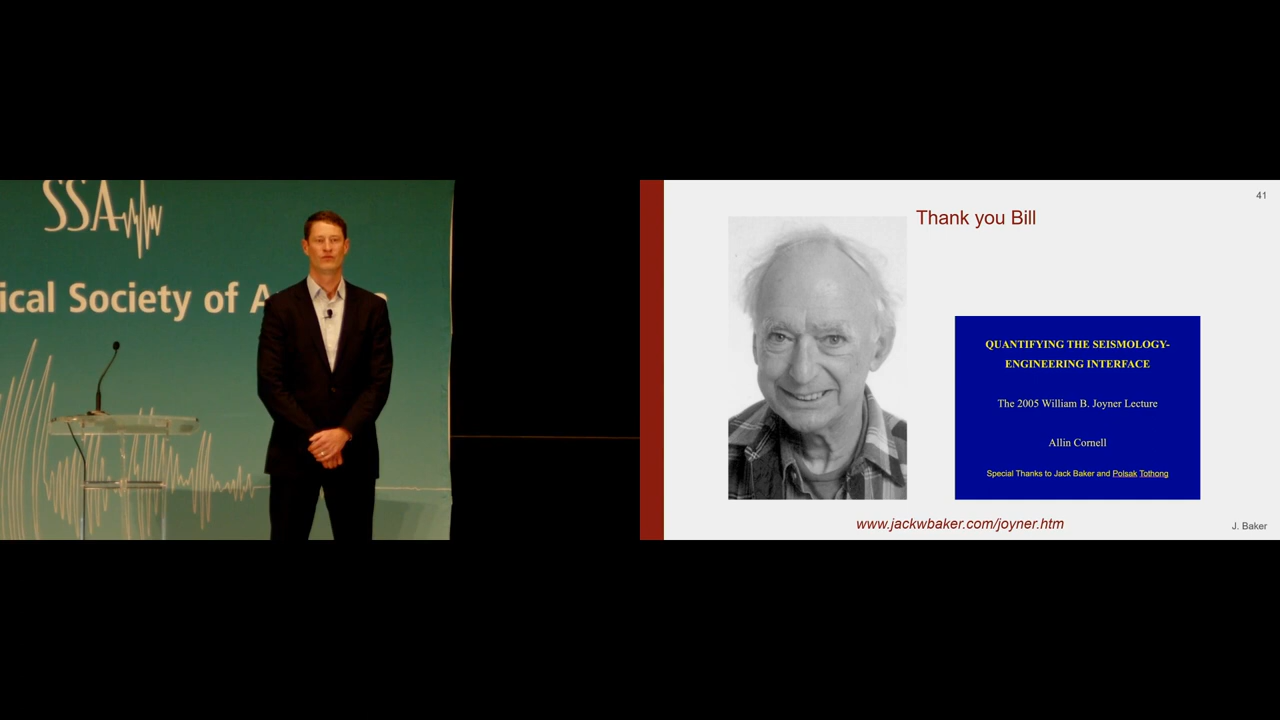 SSA
ical Society of A
41
Thank you Bill
QUANTIFYING THE SEISMOLOGY-
ENGINEERING INTERFACE
The 2005 William B. Joyner Lecture
Allin Cornell
Special Thanks to Jack Baker and Polsak Tothong
www.jackwbaker.com/joyner.htm
J. Baker